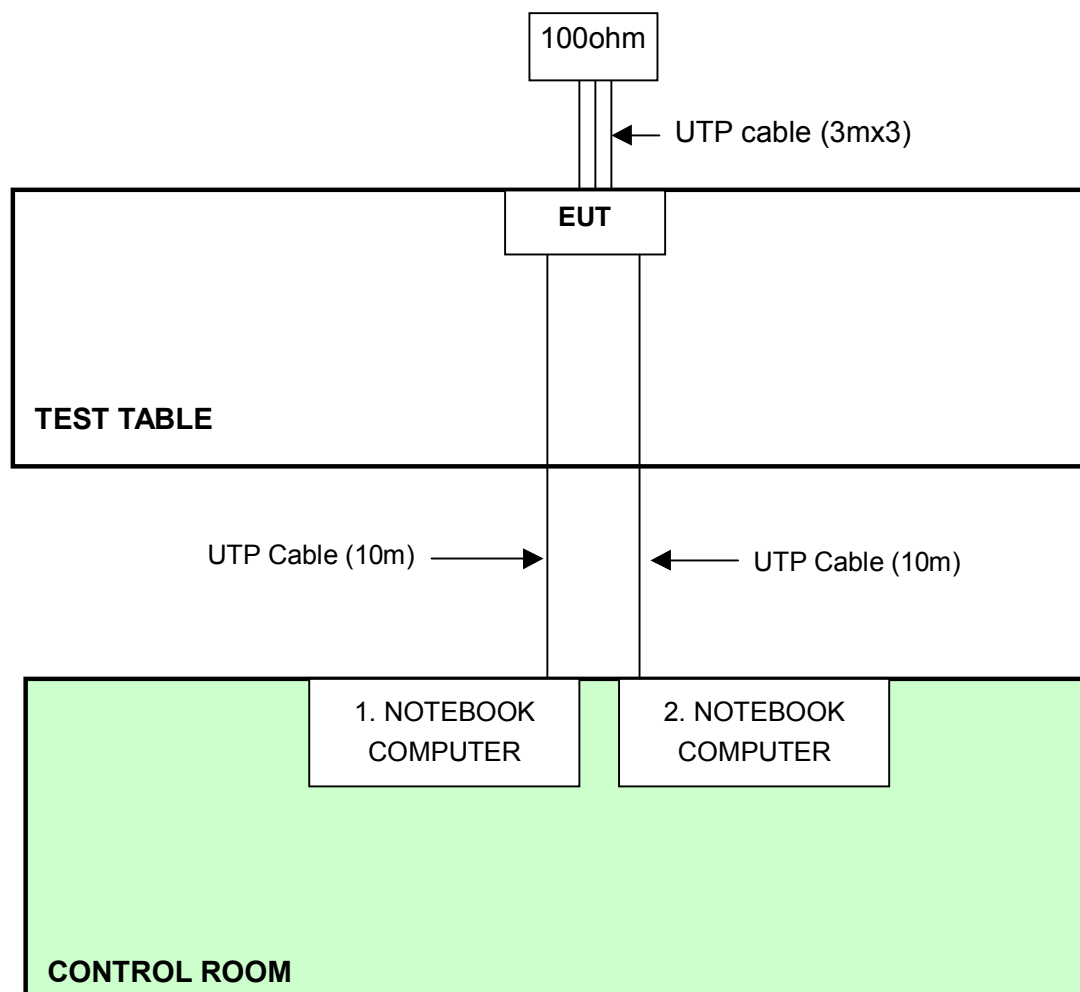 100ohm
UTP cable (3mx3)
EUT
TEST TABLE
UTP Cable (10m)
UTP Cable (10m)
1. NOTEBOOK
COMPUTER
2. NOTEBOOK
COMPUTER
CONTROL ROOM